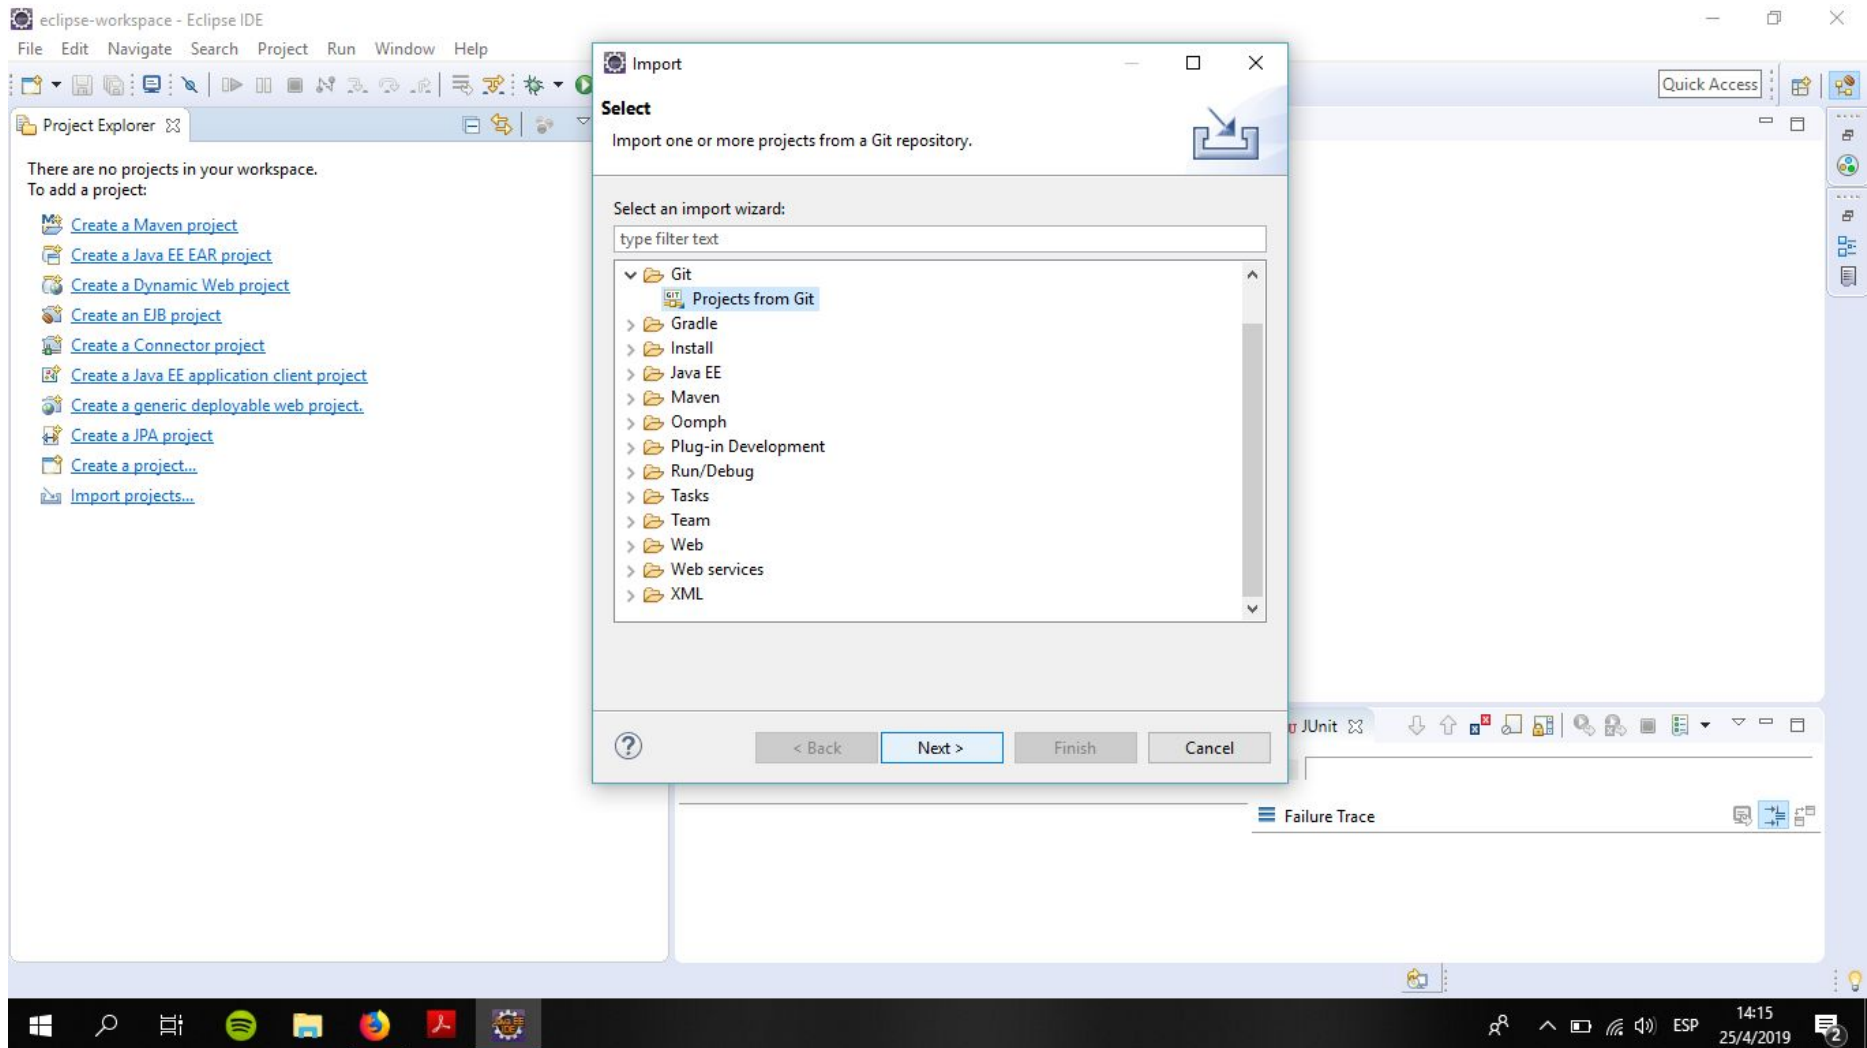 eclipse-workspace - Eclipse IDE
File Edit Navigate Search Project Run Window Help
Quick Access
Project Explorer
There are no projects in your workspace.
To add a project:
Create a Maven project
Create a Java EE EAR project
Create a Dynamic Web project
Create an EJB project
Create a Connector project
Create a Java EE application client project
Create a generic deployable web project.
Create a JPA project
Create a project...
Import projects...
Import
Select
Import one or more projects from a Git repository.
Select an import wizard:
type filter text
Git
GIT Projects from Git
Gradle
Install
Java EE
Maven
Oomph
Plug-in Development
Run/Debug
Tasks
Team
Web
Web services
XML
< Back Next > Finish Cancel
JUnit
Failure Trace
ESP
14:15
25/4/2019
2